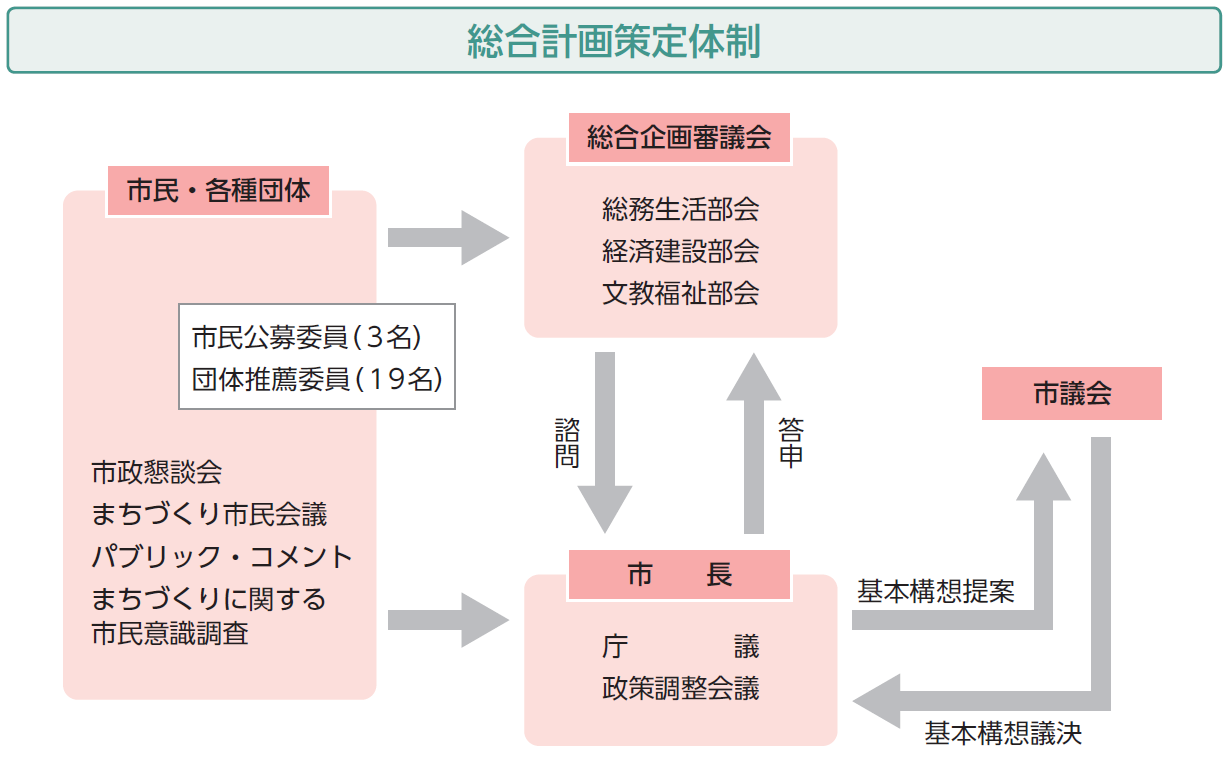 総合計画策定体制
市民・各種団体
市民公募委員(３名)
団体推薦委員(１９名)
市政懇談会
まちづくり市民会議
パブリック・コメント
まちづくりに関する
市民意識調査
総合企画審議会
総務生活部会
経済建設部会
文教福祉部会
諮問
答申
市　　長
庁　　　　議
政策調整会議
市議会
基本構想提案
基本構想議決